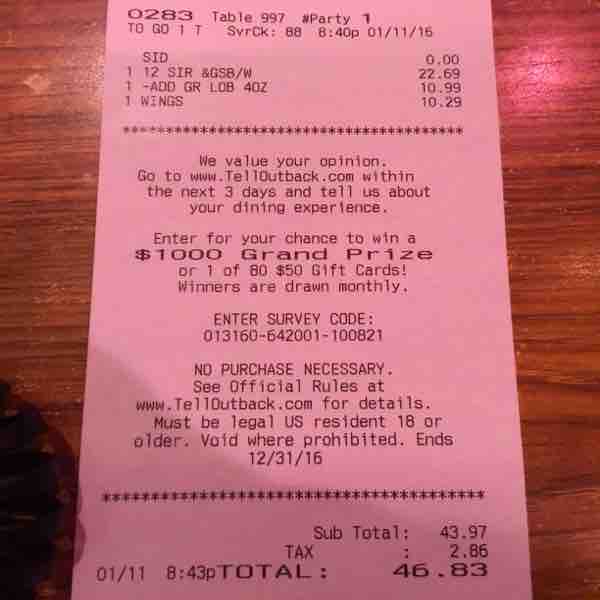 0283 Table 997 #Party 1
TO GO 1 T SvrCk: 88 8:40p 01/11/16
SID 0.00
1 12 SIR &GSB/W 22.69
1 -ADD GR LOB 4OZ 10.99
1 WINGS 10.29
****************************************
We value your opinion.
Go to www.TellOutback.com within
the next 3 days and tell us about
your dining experience.
Enter for your chance to win a
$1000 Grand Prize
or 1 of 80 $50 Gift Cards!
Winners are drawn monthly.
ENTER SURVEY CODE:
013160-642001-100821
NO PURCHASE NECESSARY.
See Official Rules at
www.TellOutback.com for details.
Must be legal US resident 18 or
older. Void where prohibited. Ends
12/31/16
****************************************
Sub Total: 43.97
TAX : 2.86
01/11 8:43pTOTAL: 46.83